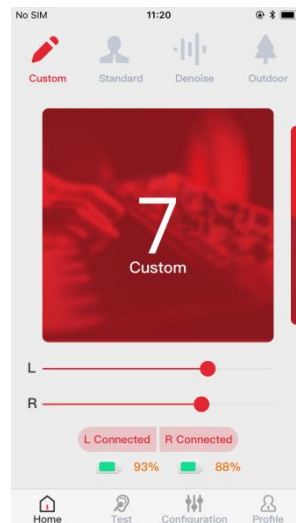 No SIM 11:20
Custom Standard Denoise Outdoor
7
Custom
L
R
L Connected R Connected
93% 88%
Home Test Configuration Profile